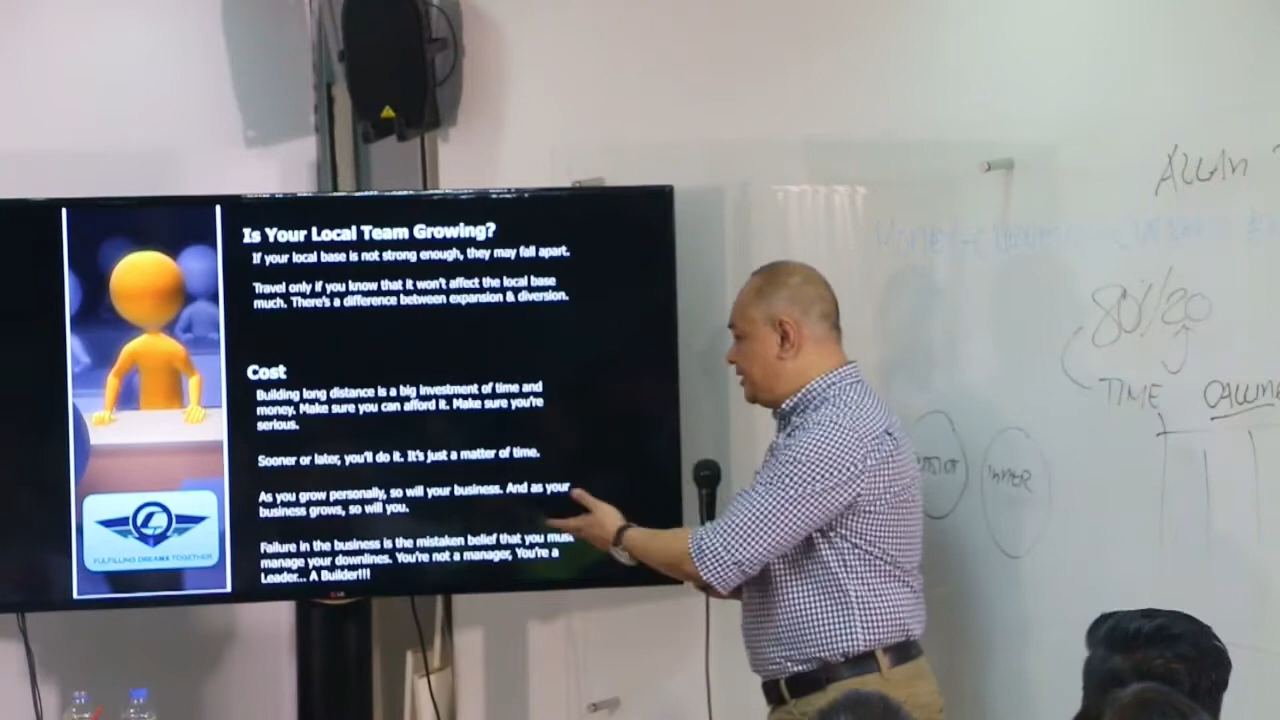 Is Your Local Team Growing?
If your local base is not strong enough, they may fall apart.
Travel only if you know that it won't affect the local base
much. There's a difference between expansion & diversion.
Cost
Building long distance is a big investment of time and
money. Make sure you can afford it. Make sure you're
serious.
Sooner or later, you'll do it. It's just a matter of time.
As you grow personally, so will your business. And as your
business grows, so will you.
Failure in the business is the mistaken belief that you must
manage your downlines. You're not a manager, You're a
Leader... A Builder!!!
FULFILLING DREAMS TOGETHER
LG
ALLAN
80%/20
TIME
INNER